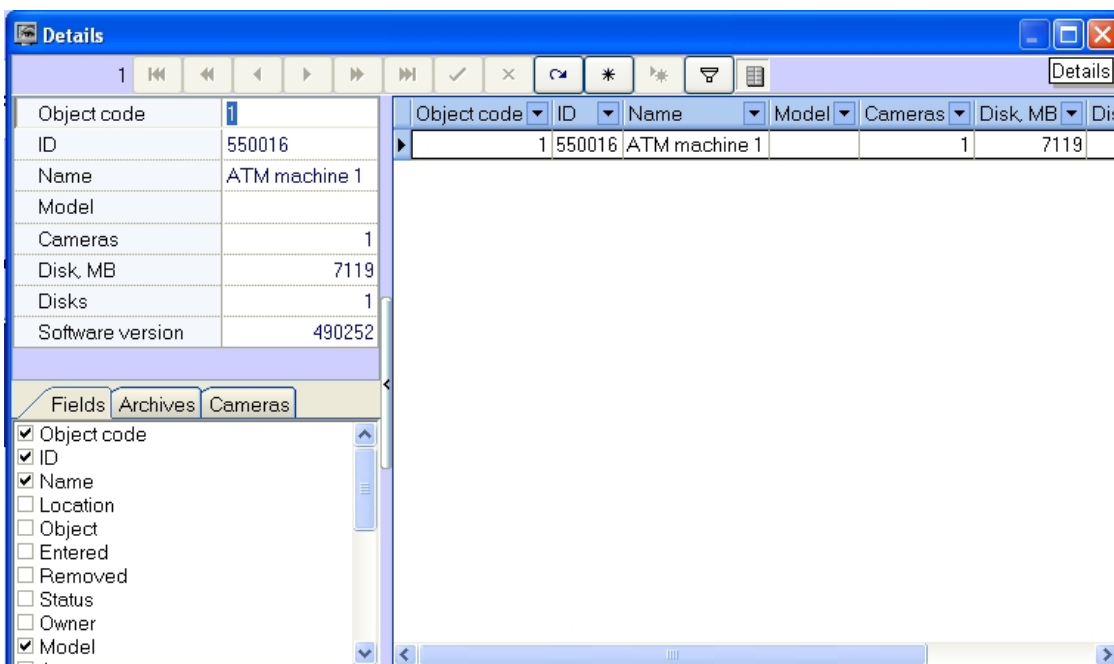 Details
1
Details
Object code 1
ID 550016
Name ATM machine 1
Model
Cameras 1
Disk, MB 7119
Disks 1
Software version 490252
Object code ID Name Model Cameras Disk, MB Dis
1 550016 ATM machine 1 1 7119
Fields Archives Cameras
Object code
ID
Name
Location
Object
Entered
Removed
Status
Owner
Model